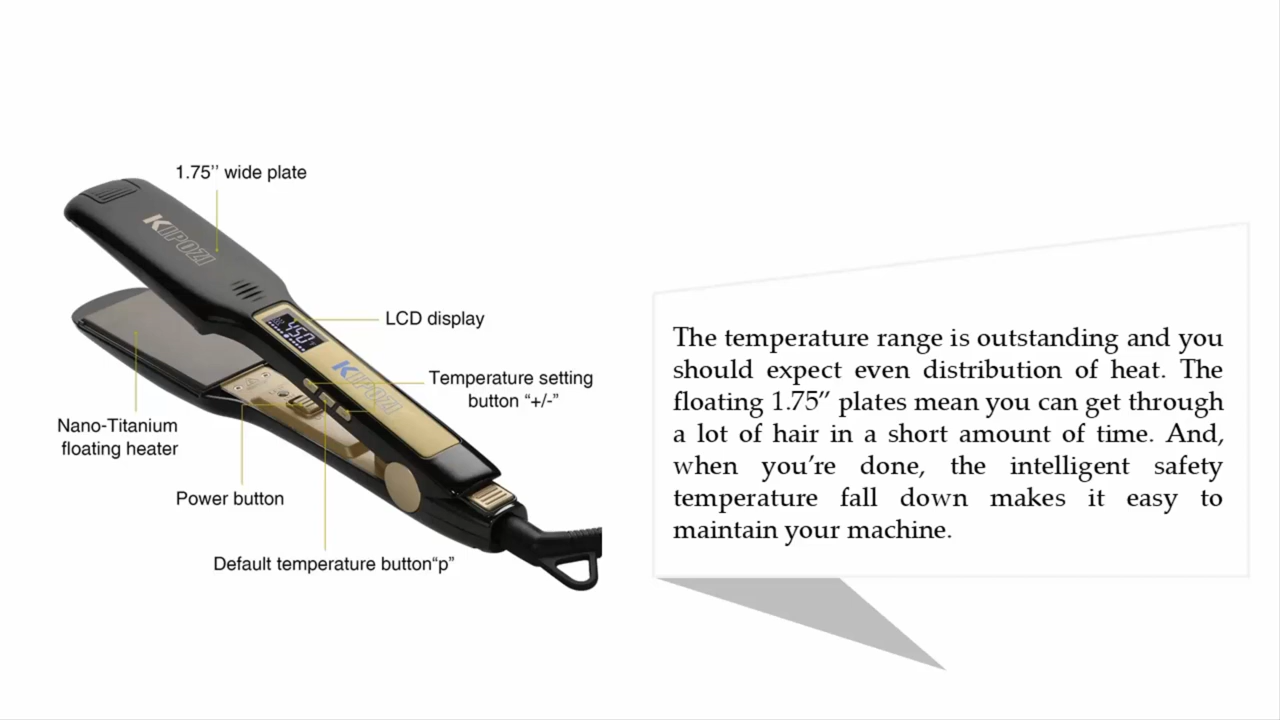 1.75’’ wide plate
KIPOZI
LCD display
450
KIPOZI
Temperature setting
button “+/-”
Nano-Titanium
floating heater
Power button
Default temperature button“p”
The temperature range is outstanding and you
should expect even distribution of heat. The
floating 1.75” plates mean you can get through
a lot of hair in a short amount of time. And,
when you’re done, the intelligent safety
temperature fall down makes it easy to
maintain your machine.